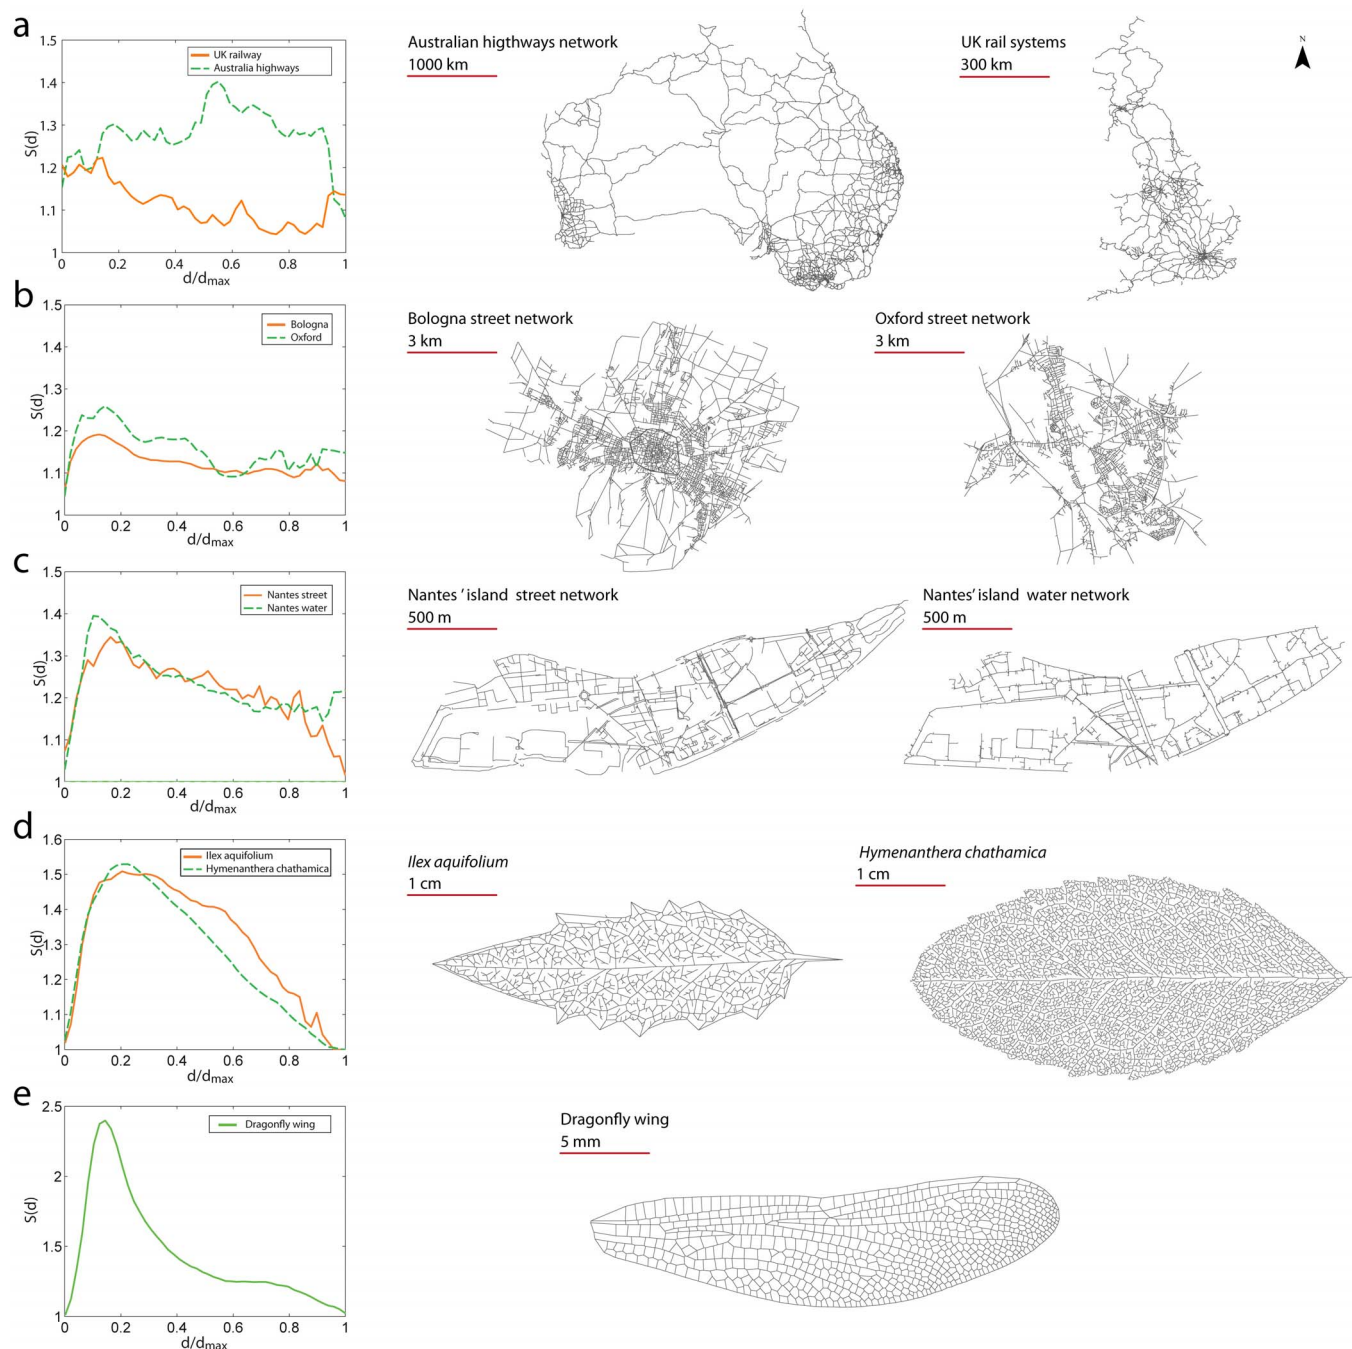 a
1.5
1.4
1.3
1.2
1.1
1
S(d)
UK railway
Australia highways
0 0.2 0.4 0.6 0.8 1
d/dmax
Australian higthways network
1000 km
UK rail systems
300 km
N
b
1.5
1.4
1.3
1.2
1.1
1
S(d)
Bologna
Oxford
0 0.2 0.4 0.6 0.8 1
d/dmax
Bologna street network
3 km
Oxford street network
3 km
c
1.5
1.4
1.3
1.2
1.1
1
S(d)
Nantes street
Nantes water
0 0.2 0.4 0.6 0.8 1
d/dmax
Nantes ' island street network
500 m
Nantes' island water network
500 m
d
1.6
1.5
1.4
1.3
1.2
1.1
1
S(d)
Ilex aquifolium
Hymenanthera chathamica
0 0.2 0.4 0.6 0.8 1
d/dmax
Ilex aquifolium
1 cm
Hymenanthera chathamica
1 cm
e
2.5
2
1.5
1
S(d)
Dragonfly wing
0 0.2 0.4 0.6 0.8 1
d/dmax
Dragonfly wing
5 mm